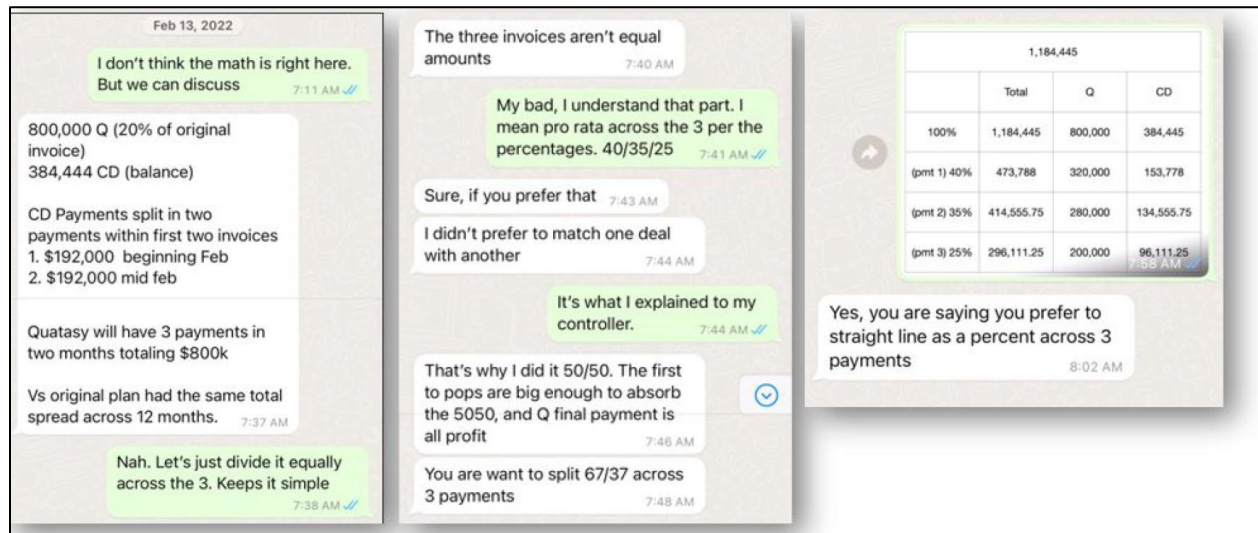 Feb 13, 2022
I don't think the math is right here.
But we can discuss
7:11 AM
800,000 Q (20% of original
invoice)
384,444 CD (balance)
CD Payments split in two
payments within first two invoices
1. $192,000 beginning Feb
2. $192,000 mid feb
Quatasy will have 3 payments in
two months totaling $800k
Vs original plan had the same total
spread across 12 months. 7:37 AM
Nah. Let's just divide it equally
across the 3. Keeps it simple
7:38 AM
The three invoices aren't equal
amounts 7:40 AM
My bad, I understand that part. I
mean pro rata across the 3 per the
percentages. 40/35/25 7:41 AM
Sure, if you prefer that 7:43 AM
I didn't prefer to match one deal
with another 7:44 AM
It's what I explained to my
controller. 7:44 AM
That's why I did it 50/50. The first
to pops are big enough to absorb
the 5050, and Q final payment is
all profit 7:46 AM
You are want to split 67/37 across
3 payments 7:48 AM
1,184,445
Total Q CD
100% 1,184,445 800,000 384,445
(pmt 1) 40% 473,788 320,000 153,778
(pmt 2) 35% 414,555.75 280,000 134,555.75
(pmt 3) 25% 296,111.25 200,000 96,111.25
7:58 AM
Yes, you are saying you prefer to
straight line as a percent across 3
payments 8:02 AM